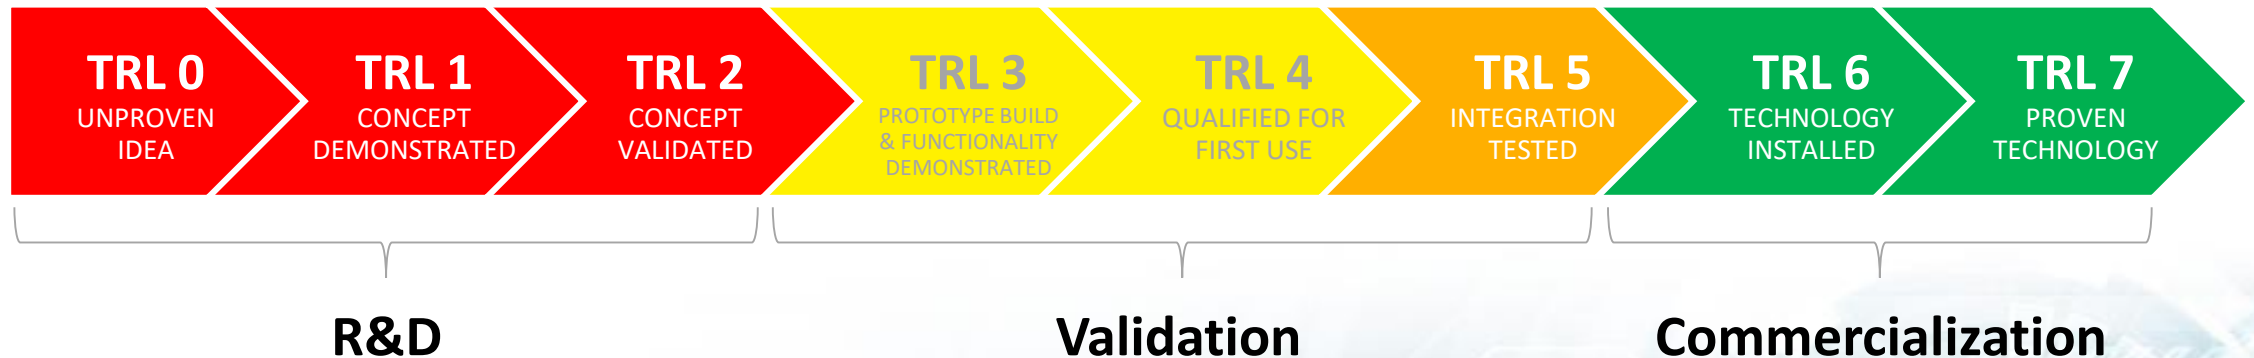 TRL 0
UNPROVEN
IDEA
TRL 1
CONCEPT
DEMONSTRATED
TRL 2
CONCEPT
VALIDATED
TRL 3
PROTOTYPE BUILD
& FUNCTIONALITY
DEMONSTRATED
TRL 4
QUALIFIED FOR
FIRST USE
TRL 5
INTEGRATION
TESTED
TRL 6
TECHNOLOGY
INSTALLED
TRL 7
PROVEN
TECHNOLOGY
R&D
Validation
Commercialization